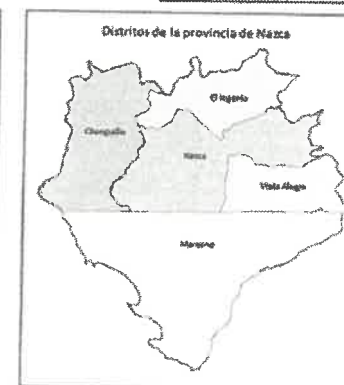 Distritos de la provincia de Nazca
El Ingenio
Changuillo
Nazca
Vista Alegre
Marcona